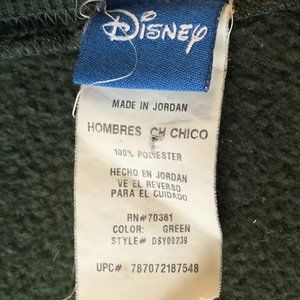 Disney
MADE IN JORDAN
HOMBRES CH CHICO
100% POLIESTER
HECHO EN JORDAN
VE EL REVERSO
PARA EL CUIDADO
RN#70361
COLOR: GREEN
STYLE# DSY00239
UPC# 787072187548